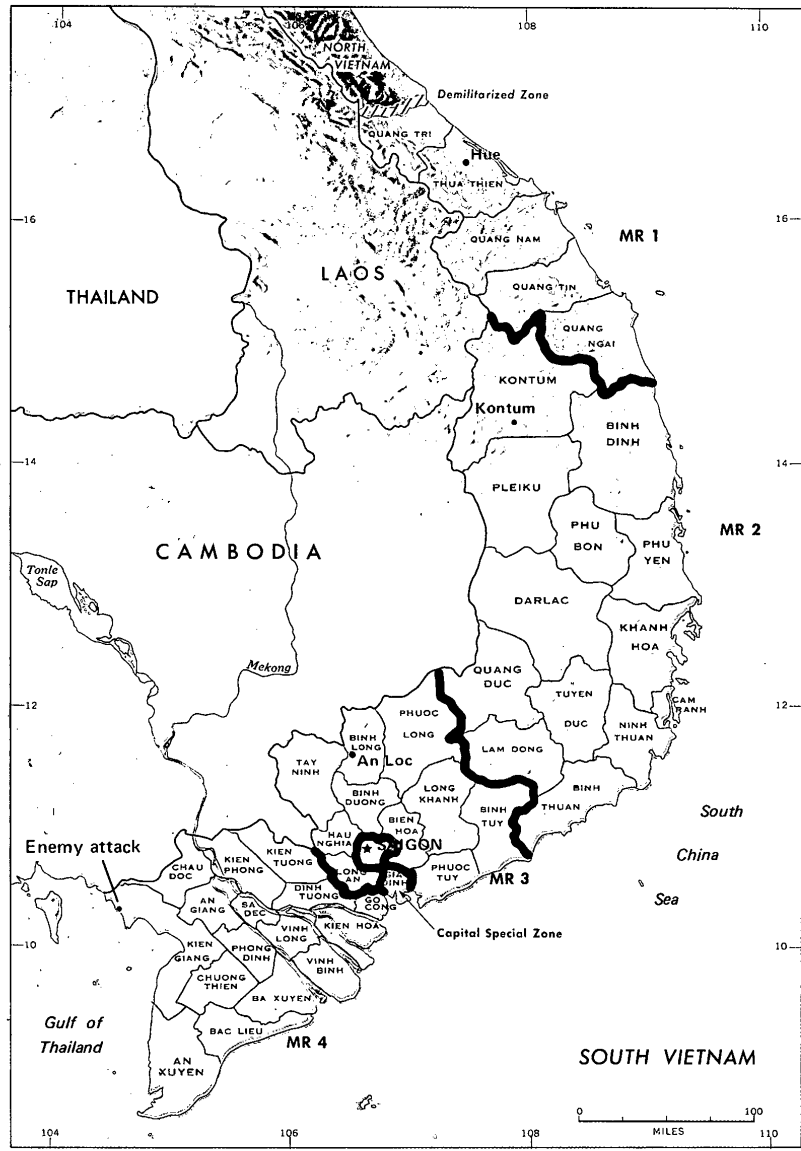 104
106
108
110
NORTH
VIETNAM
Demilitarized Zone
QUANG TRI
Hue
THUA THIEN
16
16
QUANG NAM
MR 1
LAOS
THAILAND
QUANG TIN
QUANG
NGAI
KONTUM
Kontum
BINH
DINH
14
14
PLEIKU
PHU
BON
PHU
YEN
MR 2
CAMBODIA
Tonle
Sap
DARLAC
KHANH
HOA
Mekong
QUANG
DUC
TUYEN
DUC
CAM
RANH
12
12
NINH
THUAN
PHUOC
LONG
BINH
LONG
An Loc
LAM DONG
TAY
NINH
BINH
DUONG
LONG
KHANH
BINH
TUY
BINH
THUAN
BIEN
HOA
HAU
NGHIA
SAIGON
South
China
Sea
Enemy attack
CHAU
DOC
KIEN
PHONG
KIEN
TUONG
LONG
AN
GIA
DINH
PHUOC
TUY
MR 3
DINH
TUONG
GO
CONG
AN
GIANG
SA
DEC
VINH
LONG
KIEN HOA
Capital Special Zone
10
10
KIEN
GIANG
PHONG
DINH
VINH
BINH
CHUONG
THIEN
BA XUYEN
Gulf of
Thailand
BAC LIEU
MR 4
AN
XUYEN
SOUTH VIETNAM
0
100
MILES
104
106
108
110